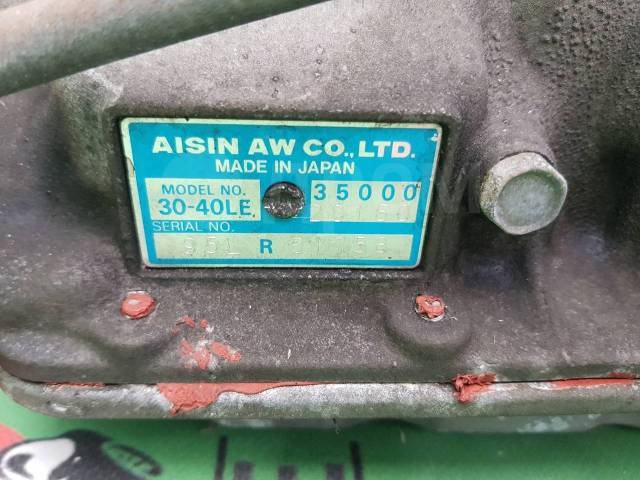 AISIN AW CO.,LTD.
MADE IN JAPAN
MODEL NO. 35000
30-40LE
SERIAL NO.
R